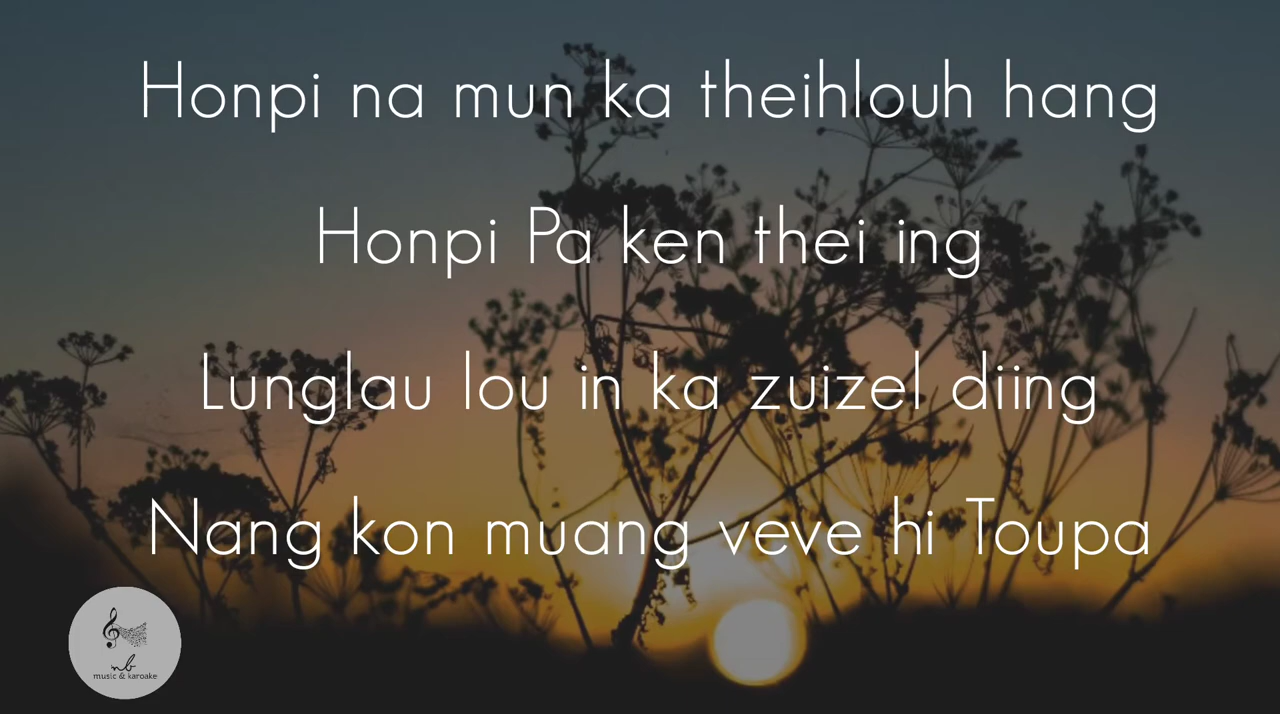 Honpi na mun ka theihlouh hang
Honpi Pa ken thei ing
Lunglau lou in ka zuizel diing
Nang kon muang veve hi Toupa
nb
music & karoake